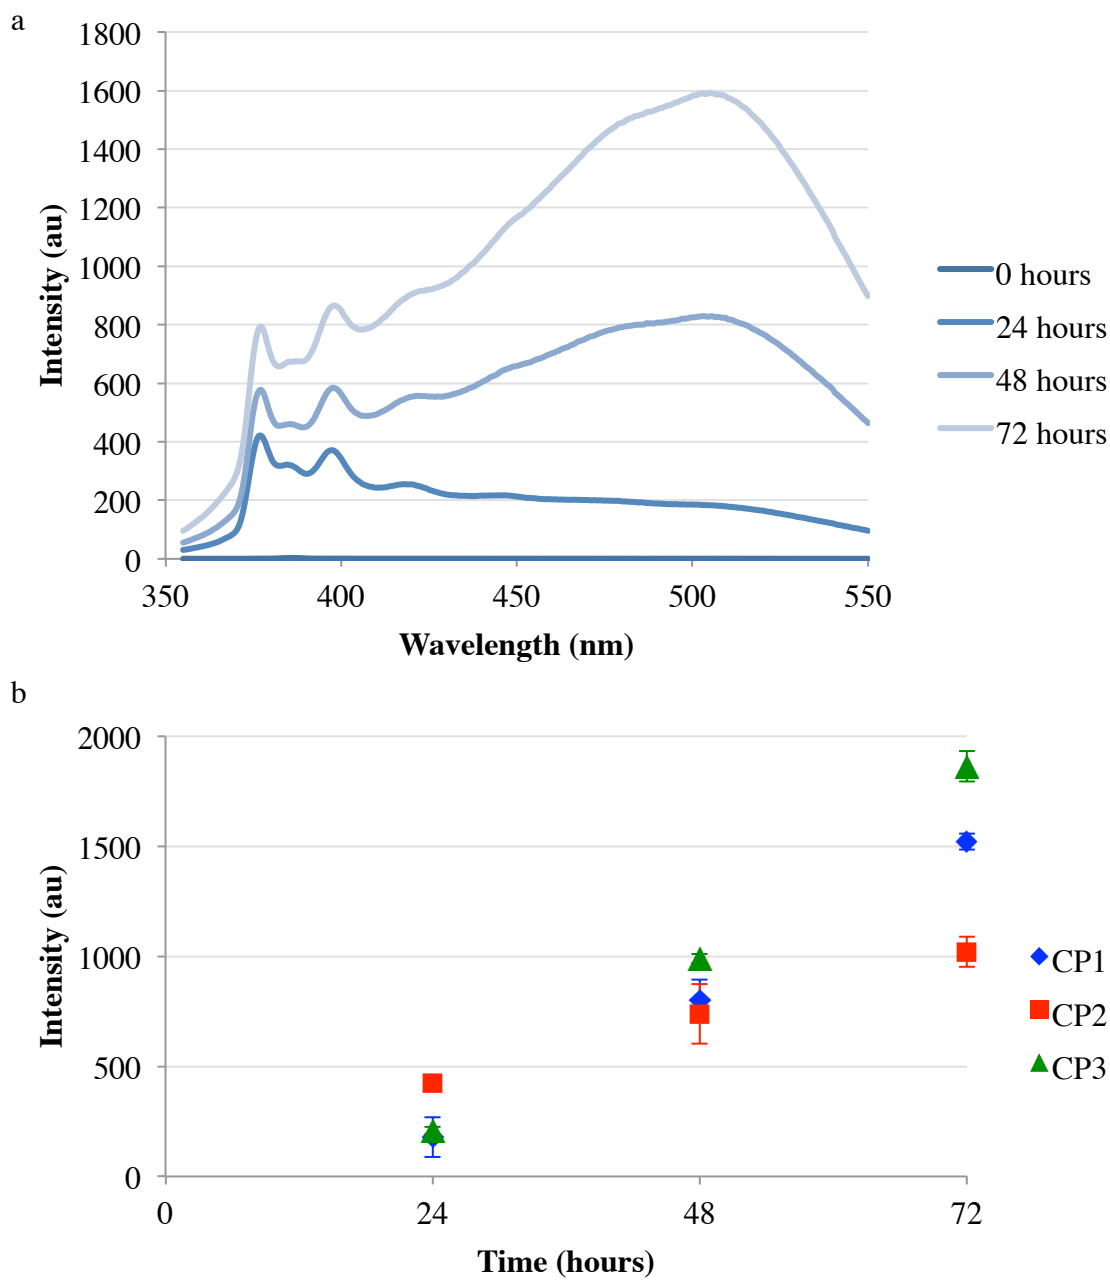 a
1800
1600
1400
1200
1000
800
600
400
200
0
Intensity (au)
350 400 450 500 550
Wavelength (nm)
0 hours
24 hours
48 hours
72 hours
b
2000
1500
1000
500
0
Intensity (au)
0 24 48 72
Time (hours)
CP1
CP2
CP3